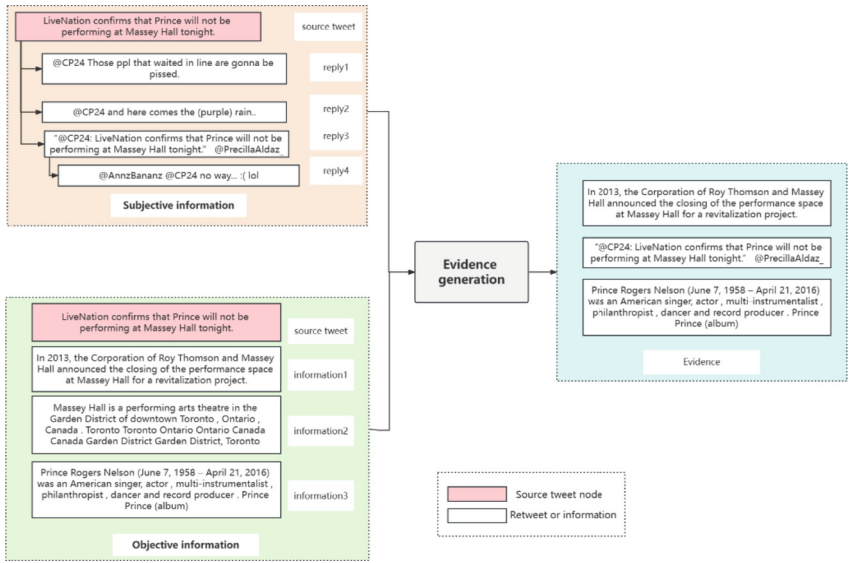 LiveNation confirms that Prince will not be
performing at Massey Hall tonight.
source tweet
@CP24 Those ppl that waited in line are gonna be
pissed.
reply1
@CP24 and here comes the (purple) rain..
reply2
"@CP24: LiveNation confirms that Prince will not be
performing at Massey Hall tonight." @PrecillaAldaz_
reply3
@AnnzBananz @CP24 no way... :( lol
reply4
Subjective information
LiveNation confirms that Prince will not be
performing at Massey Hall tonight.
source tweet
In 2013, the Corporation of Roy Thomson and Massey
Hall announced the closing of the performance space
at Massey Hall for a revitalization project.
information1
Massey Hall is a performing arts theatre in the
Garden District of downtown Toronto , Ontario ,
Canada . Toronto Toronto Ontario Ontario Canada
Canada Garden District Garden District, Toronto
information2
Prince Rogers Nelson (June 7, 1958 – April 21, 2016)
was an American singer, actor , multi-instrumentalist ,
philanthropist , dancer and record producer . Prince
Prince (album)
information3
Objective information
Evidence
generation
In 2013, the Corporation of Roy Thomson and Massey
Hall announced the closing of the performance space
at Massey Hall for a revitalization project.
"@CP24: LiveNation confirms that Prince will not be
performing at Massey Hall tonight." @PrecillaAldaz_
Prince Rogers Nelson (June 7, 1958 – April 21, 2016)
was an American singer, actor , multi-instrumentalist ,
philanthropist , dancer and record producer . Prince
Prince (album)
Evidence
Source tweet node
Retweet or information